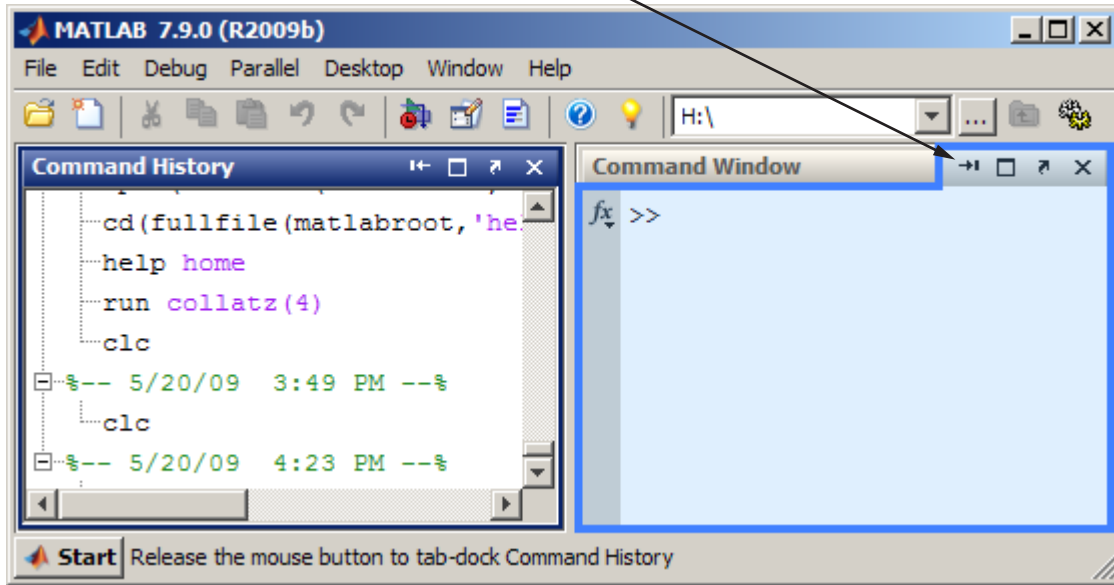 MATLAB 7.9.0 (R2009b)
File Edit Debug Parallel Desktop Window Help
H:\
...
Command History
Command Window
cd(fullfile(matlabroot,'he
help home
run collatz(4)
clc
%-- 5/20/09 3:49 PM --%
clc
%-- 5/20/09 4:23 PM --%
fx >>
Start Release the mouse button to tab-dock Command History